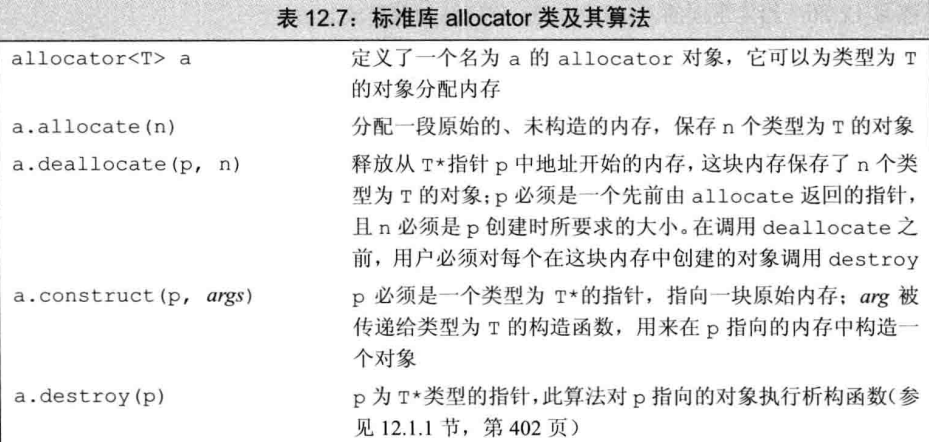 表 12.7：标准库 allocator 类及其算法
allocator<T> a 定义了一个名为 a 的 allocator 对象，它可以为类型为 T
的对象分配内存
a.allocate(n) 分配一段原始的、未构造的内存，保存 n 个类型为 T 的对象
a.deallocate(p, n) 释放从 T*指针 p 中地址开始的内存，这块内存保存了 n 个类
型为 T 的对象；p 必须是一个先前由 allocate 返回的指针，
且 n 必须是 p 创建时所要求的大小。在调用 deallocate 之
前，用户必须对每个在这块内存中创建的对象调用 destroy
a.construct(p, args) p 必须是一个类型为 T*的指针，指向一块原始内存；arg 被
传递给类型为 T 的构造函数，用来在 p 指向的内存中构造一
个对象
a.destroy(p) p 为 T*类型的指针，此算法对 p 指向的对象执行析构函数（参
见 12.1.1 节，第 402 页）